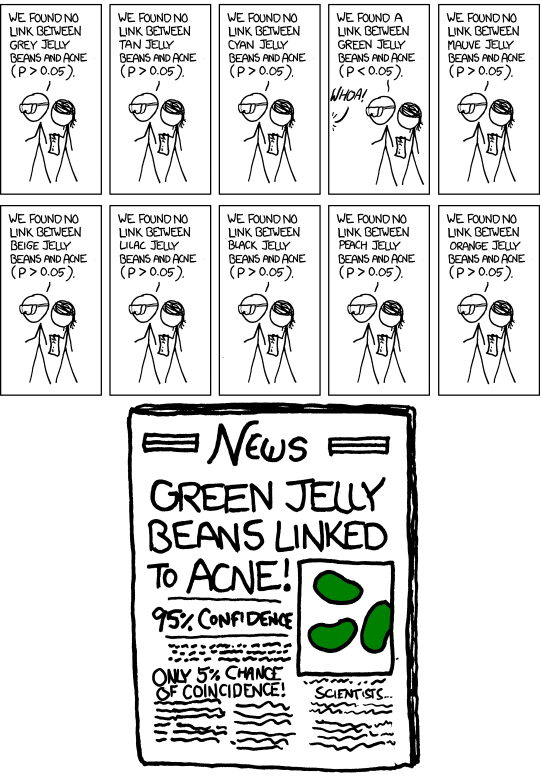 WE FOUND NO
LINK BETWEEN
GREY JELLY
BEANS AND ACNE
(P > 0.05).
WE FOUND NO
LINK BETWEEN
TAN JELLY
BEANS AND ACNE
(P > 0.05).
WE FOUND NO
LINK BETWEEN
CYAN JELLY
BEANS AND ACNE
(P > 0.05).
WE FOUND A
LINK BETWEEN
GREEN JELLY
BEANS AND ACNE
(P < 0.05).
WHOA!
WE FOUND NO
LINK BETWEEN
MAUVE JELLY
BEANS AND ACNE
(P > 0.05).
WE FOUND NO
LINK BETWEEN
BEIGE JELLY
BEANS AND ACNE
(P > 0.05).
WE FOUND NO
LINK BETWEEN
LILAC JELLY
BEANS AND ACNE
(P > 0.05).
WE FOUND NO
LINK BETWEEN
BLACK JELLY
BEANS AND ACNE
(P > 0.05).
WE FOUND NO
LINK BETWEEN
PEACH JELLY
BEANS AND ACNE
(P > 0.05).
WE FOUND NO
LINK BETWEEN
ORANGE JELLY
BEANS AND ACNE
(P > 0.05).
NEWS
GREEN JELLY
BEANS LINKED
TO ACNE!
95% CONFIDENCE
ONLY 5% CHANCE
OF COINCIDENCE!
SCIENTISTS...